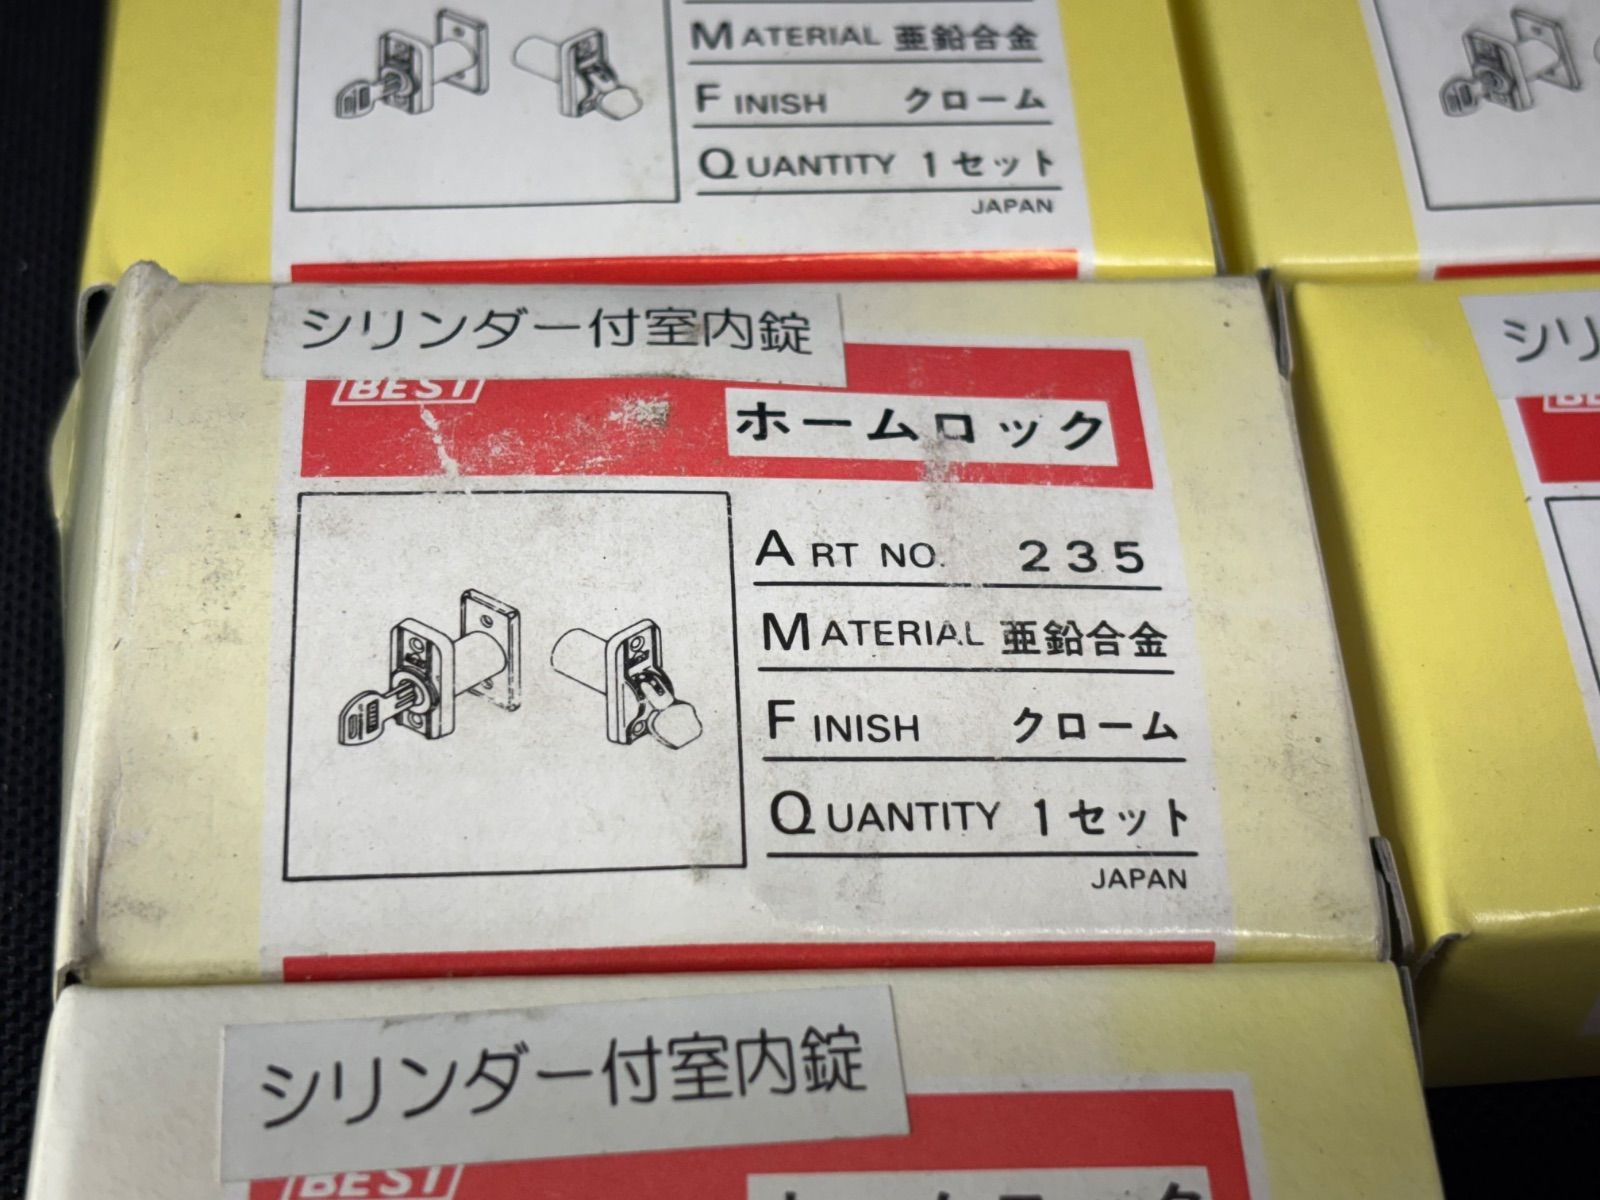 MATERIAL 亜鉛合金
FINISH クローム
QUANTITY 1セット
JAPAN
シリンダー付室内錠
BEST
ホームロック
ART NO. 235
MATERIAL 亜鉛合金
FINISH クローム
QUANTITY 1セット
JAPAN
シリ
シリンダー付室内錠
BEST